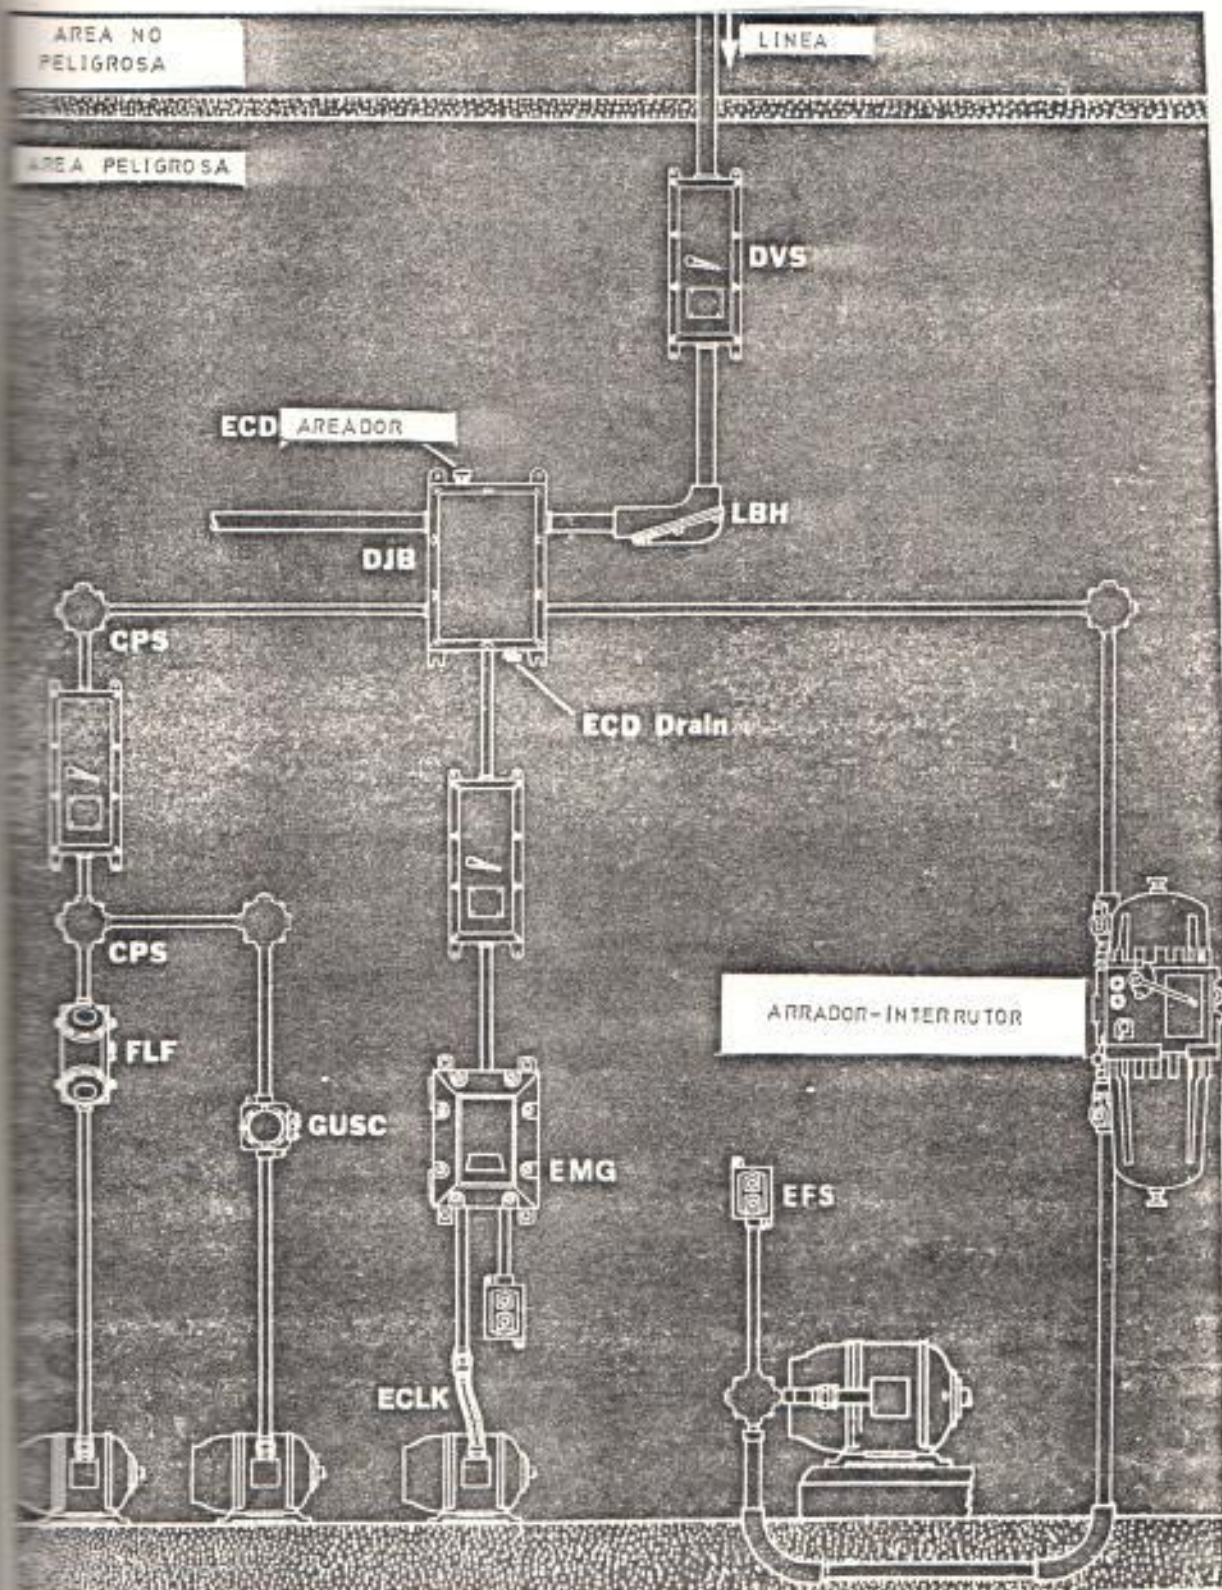 AREA NO
PELIGROSA
LINEA
AREA PELIGROSA
DVS
ECD AREADOR
LBH
DJB
CPS
ECD Drain
CPS
ARRADOR-INTERRUTOR
FLF
GUSC
EMG
EFS
ECLK